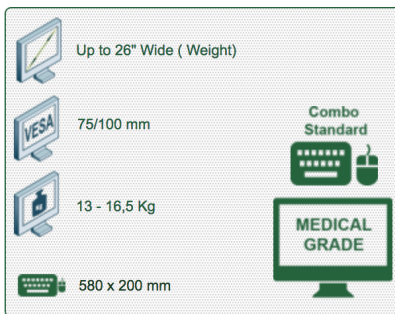 Up to 26" Wide ( Weight)
VESA
75/100 mm
Combo
Standard
KG
13 - 16,5 Kg
MEDICAL
GRADE
580 x 200 mm